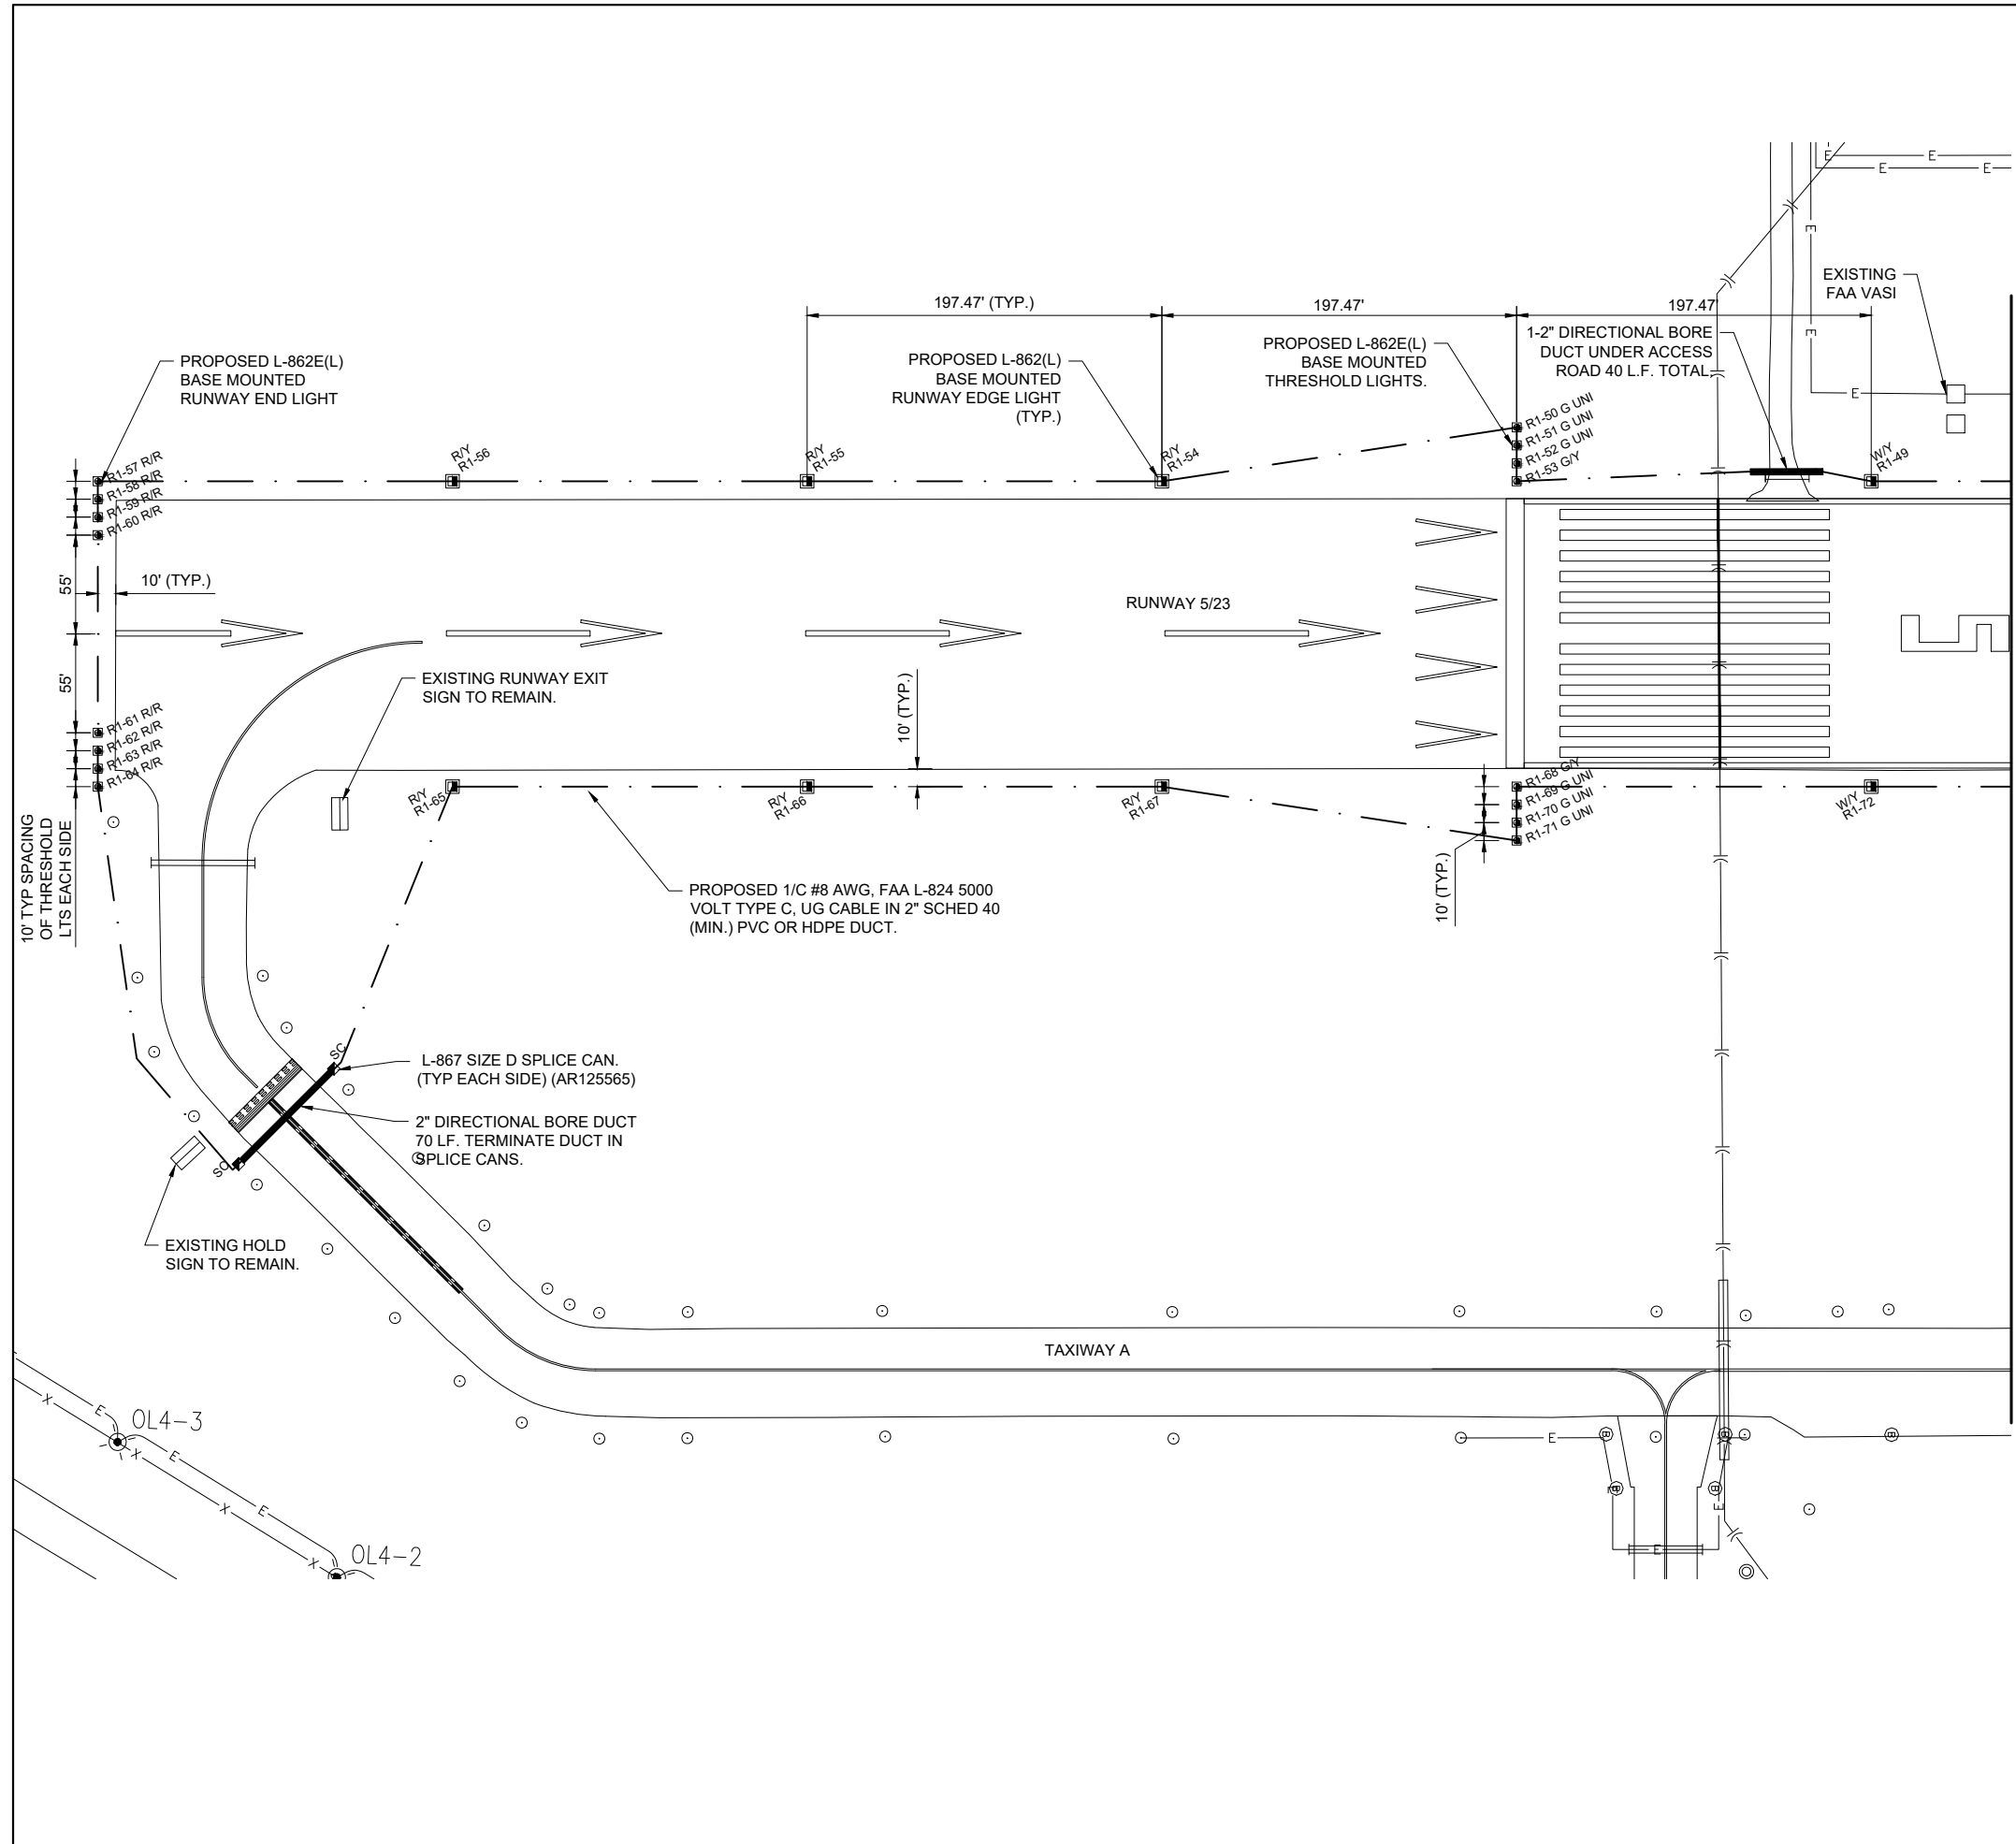 E
E
E
E
E
E
E
197.47' (TYP.)
197.47'
197.47'
EXISTING
FAA VASI
1-2" DIRECTIONAL BORE
DUCT UNDER ACCESS
ROAD 40 L.F. TOTAL.
PROPOSED L-862E(L)
BASE MOUNTED
RUNWAY END LIGHT
PROPOSED L-862(L)
BASE MOUNTED
RUNWAY EDGE LIGHT
(TYP.)
PROPOSED L-862E(L)
BASE MOUNTED
THRESHOLD LIGHTS.
R1-50 G UNI
R1-51 G UNI
R1-52 G UNI
R1-53 G/Y
R1-57 R/R
R1-58 R/R
R1-59 R/R
R1-60 R/R
R/Y
R1-56
R/Y
R1-55
R/Y
R1-54
W/Y
R1-49
55'
10' (TYP.)
RUNWAY 5/23
55'
EXISTING RUNWAY EXIT
SIGN TO REMAIN.
10' (TYP.)
R1-61 R/R
R1-62 R/R
R1-63 R/R
R1-64 R/R
R/Y
R1-65
R/Y
R1-66
R/Y
R1-67
R1-68 G/Y
R1-69 G UNI
R1-70 G UNI
R1-71 G UNI
W/Y
R1-72
10' TYP SPACING
OF THRESHOLD
LTS EACH SIDE
10' (TYP.)
PROPOSED 1/C #8 AWG, FAA L-824 5000
VOLT TYPE C, UG CABLE IN 2" SCHED 40
(MIN.) PVC OR HDPE DUCT.
SC
L-867 SIZE D SPLICE CAN.
(TYP EACH SIDE) (AR125565)
2" DIRECTIONAL BORE DUCT
70 LF. TERMINATE DUCT IN
SPLICE CANS.
SC
EXISTING HOLD
SIGN TO REMAIN.
TAXIWAY A
X
E
OL4-3
X
E
X
E
X
OL4-2
E
B
B
B
B
B
E
E